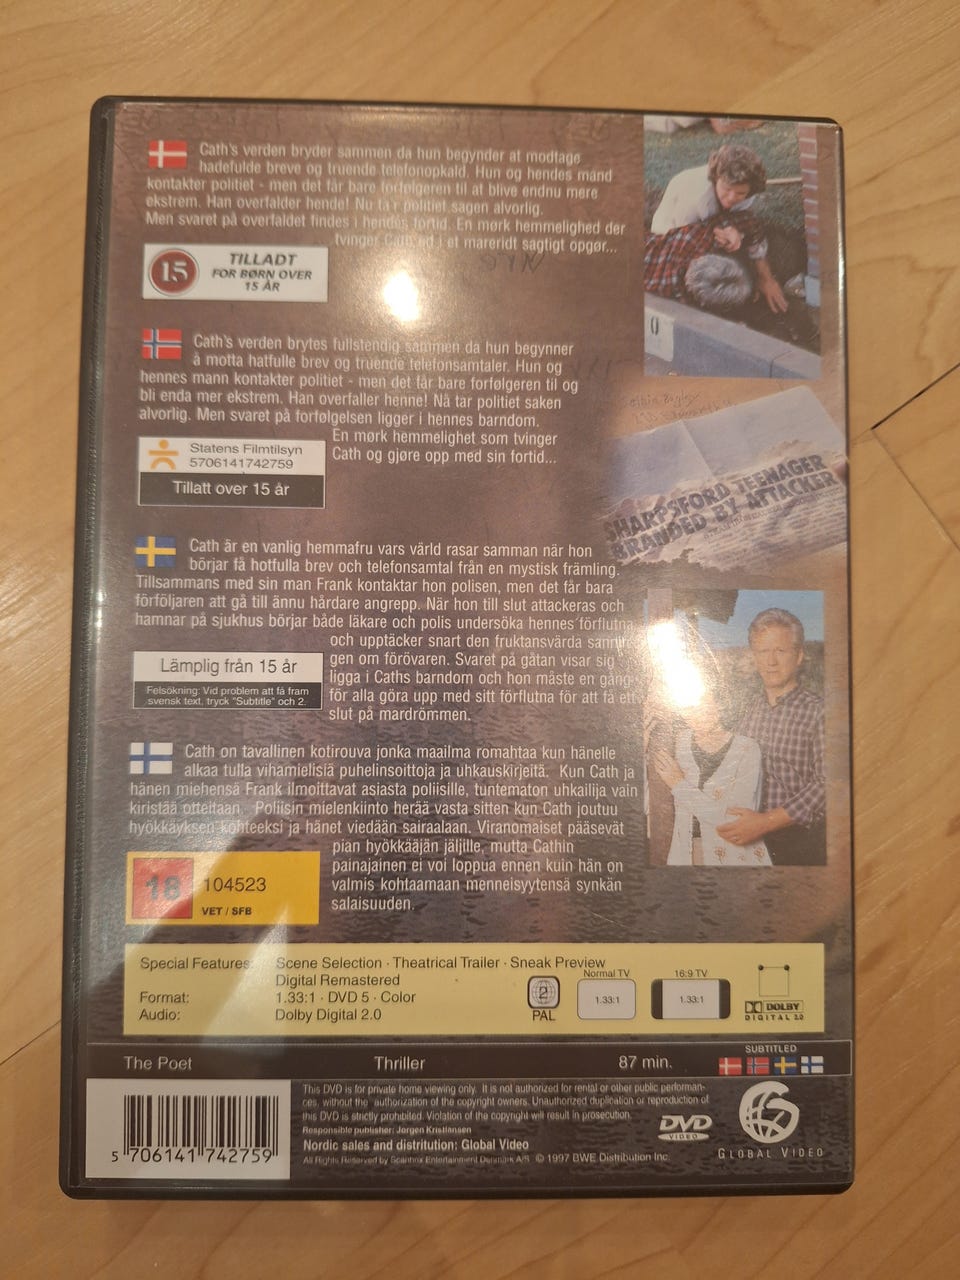 Cath's verden bryder sammen da hun begynder at modtage
hadefulde breve og truende telefonopkald. Hun og hendes mand
kontakter politiet - men det får bare forfølgeren til at blive endnu mere
ekstrem. Han overfalder hende! Nu tar politiet sagen alvorlig.
Men svaret på overfaldet findes i hendes fortid. En mørk hemmelighed der
tvinger Cath ud i et mareridt sagtigt opgør...
15
TILLADT
FOR BØRN OVER
15 ÅR
Cath's verden brytes fullstendig sammen da hun begynner
å motta hatfulle brev og truende telefonsamtaler. Hun og
hennes mann kontakter politiet - men det får bare forfølgeren til og
bli enda mer ekstrem. Han overfaller henne! Nå tar politiet saken
alvorlig. Men svaret på forfølgelsen ligger i hennes barndom.
En mørk hemmelighet som tvinger
Cath og gjøre opp med sin fortid...
Statens Filmtilsyn
5706141742759
Tillatt over 15 år
SHARPSFORD TEENAGER
BRANDED BY ATTACKER
Cath är en vanlig hemmafru vars värld rasar samman när hon
börjar få hotfulla brev och telefonsamtal från en mystisk främling.
Tillsammans med sin man Frank kontaktar hon polisen, men det får bara
förföljaren att gå till ännu hårdare angrepp. När hon till slut attackeras och
hamnar på sjukhus börjar både läkare och polis undersöka hennes förflutna
och upptäcker snart den fruktansvärda sannin-
gen om förövaren. Svaret på gåtan visar sig
ligga i Caths barndom och hon måste en gång
för alla göra upp med sitt förflutna för att få ett
slut på mardrömmen.
Lämplig från 15 år
Felsökning: Vid problem att få fram
svensk text, tryck "Subtitle" och 2.
Cath on tavallinen kotirouva jonka maailma romahtaa kun hänelle
alkaa tulla vihamielisiä puhelinsoittoja ja uhkauskirjeitä. Kun Cath ja
hänen miehensä Frank ilmoittavat asiasta poliisille, tuntematon uhkailija vain
kiristää otteitaan. Poliisin mielenkiinto herää vasta sitten kun Cath joutuu
hyökkäyksen kohteeksi ja hänet viedään sairaalaan. Viranomaiset pääsevät
pian hyökkääjän jäljille, mutta Cathin
painajainen ei voi loppua ennen kuin hän on
valmis kohtaamaan menneisyytensä synkän
salaisuuden.
18
104523
VET / SFB
Special Features: Scene Selection · Theatrical Trailer · Sneak Preview
Digital Remastered
Format: 1.33:1 · DVD 5 · Color
Audio: Dolby Digital 2.0
2
PAL
Normal TV
1.33:1
16:9 TV
1.33:1
DOLBY
DIGITAL 2.0
The Poet Thriller 87 min.
SUBTITLED
This DVD is for private home viewing only. It is not authorized for rental or other public performan-
ces, without the authorization of the copyright owners. Unauthorized duplication or reproduction of
this DVD is strictly prohibited. Violation of the copyright will result in prosecution.
Responsible publisher: Jørgen Kristiansen
Nordic sales and distritution: Global Video
All Rights Reserved by Scanbox Entertainment Denmark A/S © 1997 BWE Distribution Inc.
DVD
VIDEO
GLOBAL VIDEO
5 706141 742759